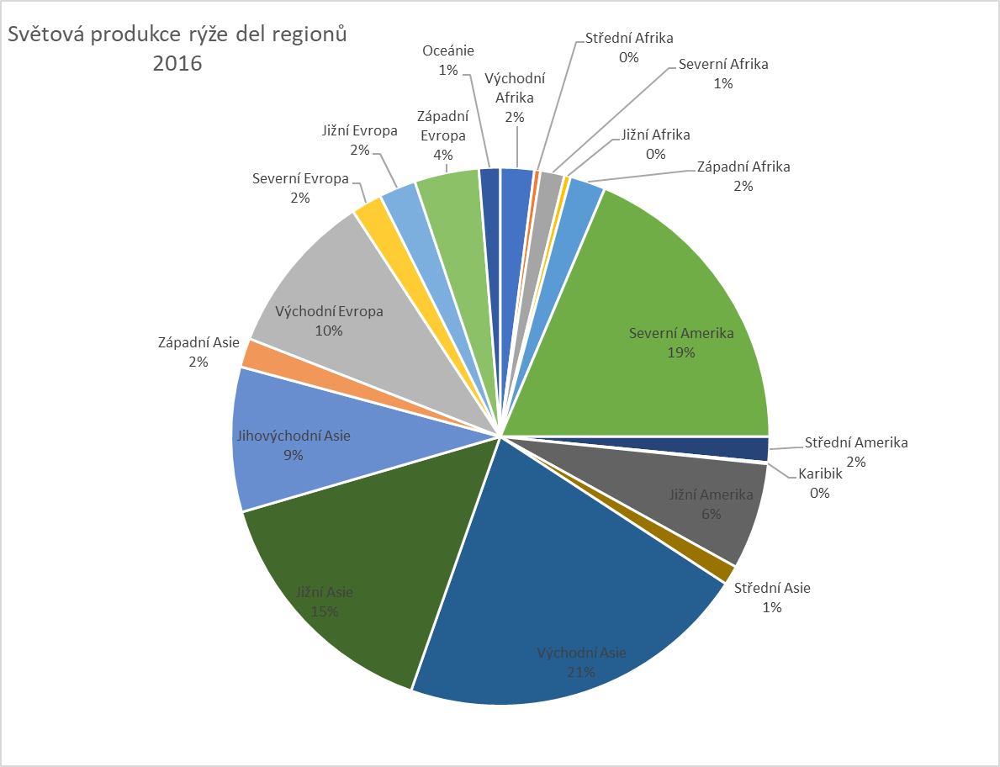 Světová produkce rýže del regionů
2016
Střední Afrika
0%
Severní Afrika
1%
Oceánie
1%
Východní
Afrika
2%
Západní
Evropa
4%
Jižní Evropa
2%
Jižní Afrika
0%
Západní Afrika
2%
Severní Evropa
2%
Východní Evropa
10%
Severní Amerika
19%
Západní Asie
2%
Jihovýchodní Asie
9%
Střední Amerika
2%
Karibik
0%
Jižní Amerika
6%
Střední Asie
1%
Jižní Asie
15%
Východní Asie
21%